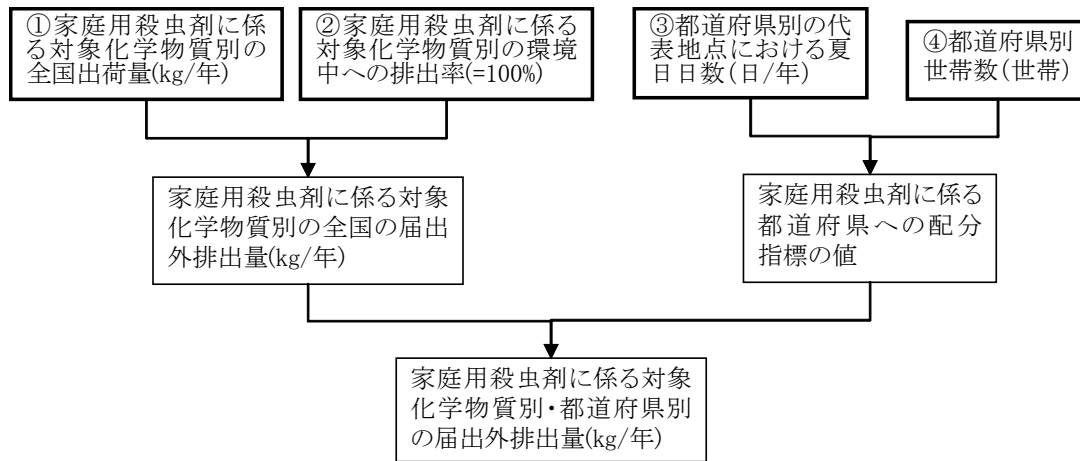 ①家庭用殺虫剤に係
る対象化学物質別の
全国出荷量(kg/年)
②家庭用殺虫剤に係る
対象化学物質別の環境
中への排出率(=100%)
③都道府県別の代
表地点における夏
日日数(日/年)
④都道府県別
世帯数(世帯)
家庭用殺虫剤に係る対象
化学物質別の全国の届出
外排出量(kg/年)
家庭用殺虫剤に係る
都道府県への配分
指標の値
家庭用殺虫剤に係る対象
化学物質別・都道府県別
の届出外排出量(kg/年)